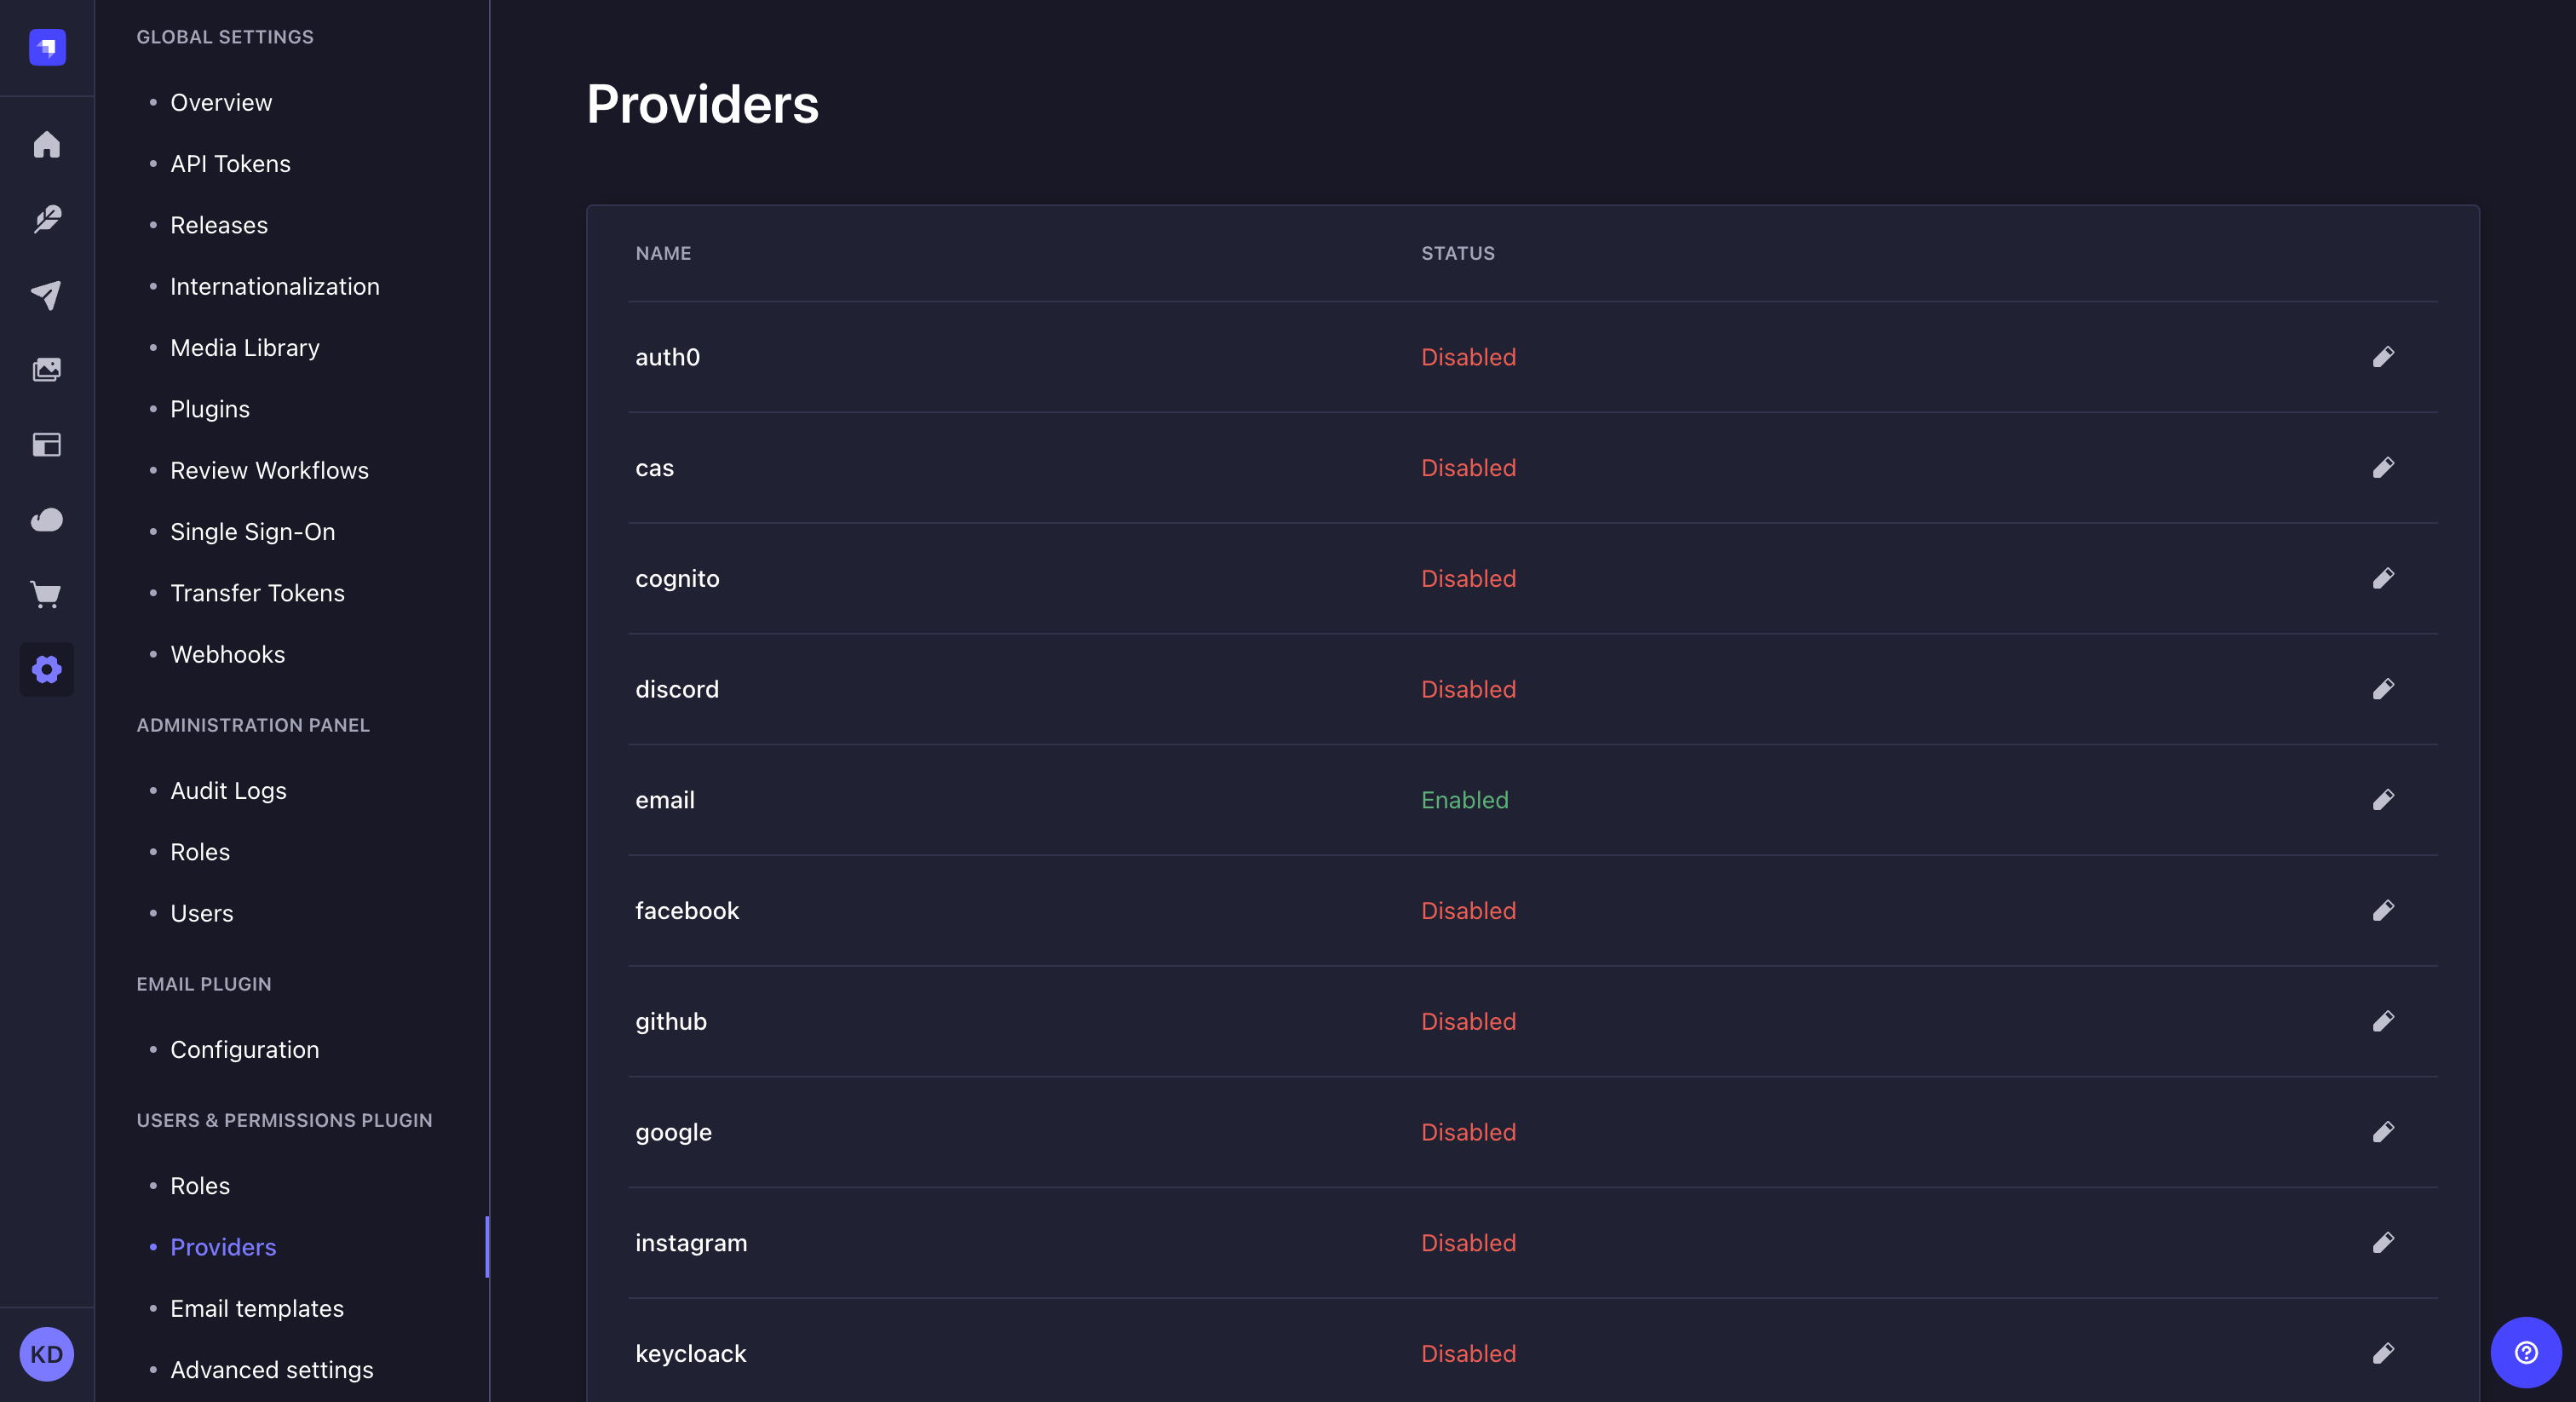 GLOBAL SETTINGS
Overview
API Tokens
Releases
Internationalization
Media Library
Plugins
Review Workflows
Single Sign-On
Transfer Tokens
Webhooks
ADMINISTRATION PANEL
Audit Logs
Roles
Users
EMAIL PLUGIN
Configuration
USERS & PERMISSIONS PLUGIN
Roles
Providers
Email templates
Advanced settings
KD
Providers
NAME STATUS
auth0 Disabled
cas Disabled
cognito Disabled
discord Disabled
email Enabled
facebook Disabled
github Disabled
google Disabled
instagram Disabled
keycloack Disabled